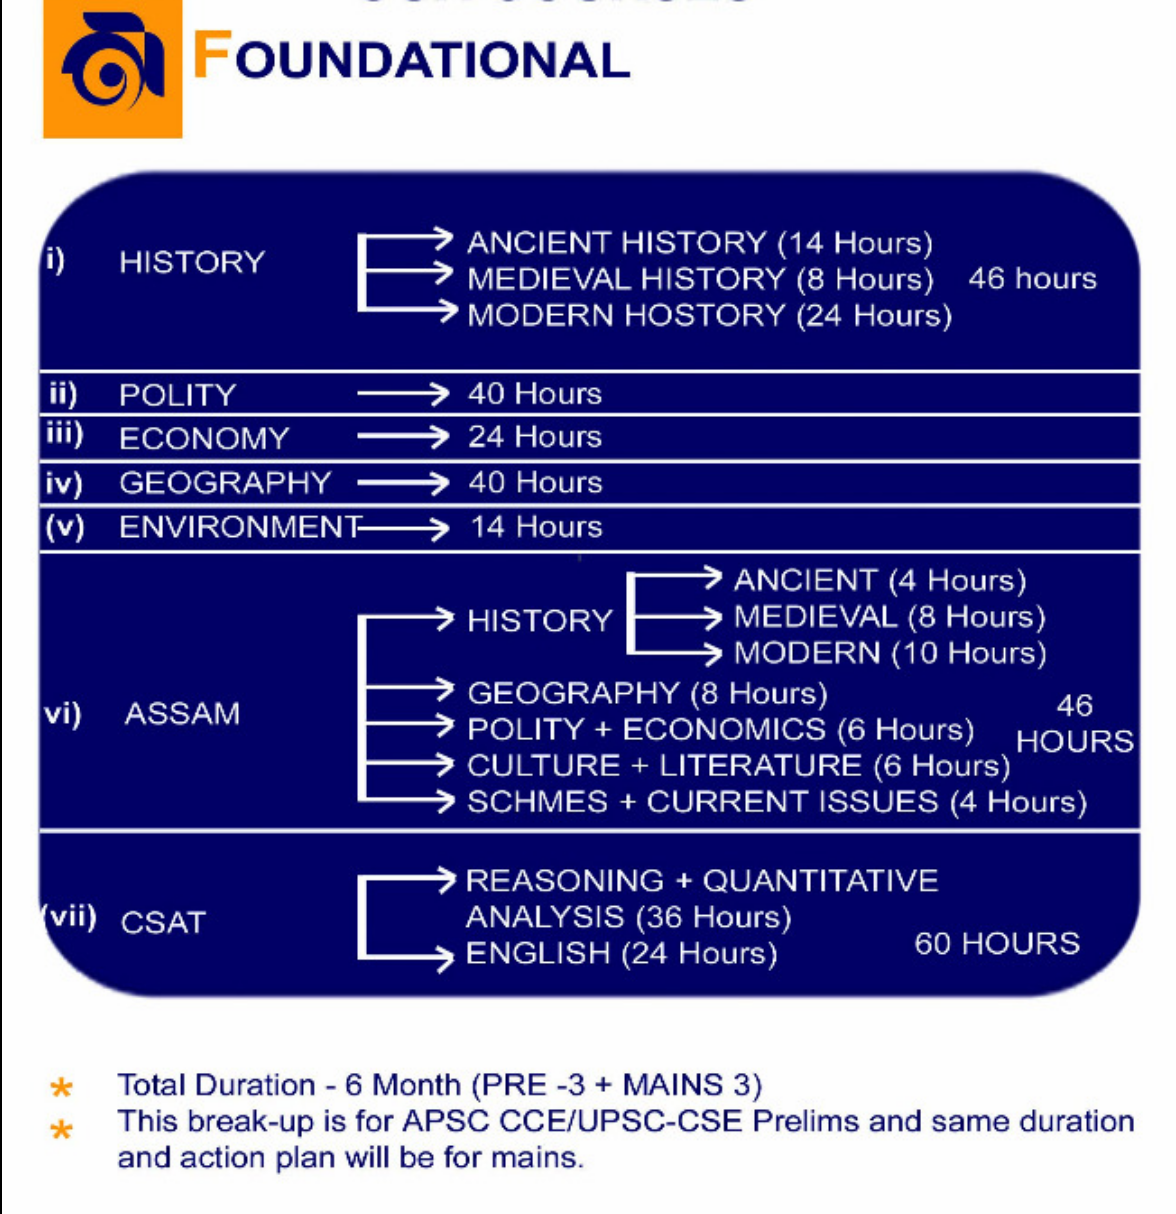 OUR COURSES
FOUNDATIONAL
i) HISTORY
ANCIENT HISTORY (14 Hours)
MEDIEVAL HISTORY (8 Hours) 46 hours
MODERN HOSTORY (24 Hours)
ii) POLITY 40 Hours
iii) ECONOMY 24 Hours
iv) GEOGRAPHY 40 Hours
(v) ENVIRONMENT 14 Hours
vi) ASSAM
HISTORY
ANCIENT (4 Hours)
MEDIEVAL (8 Hours)
MODERN (10 Hours)
GEOGRAPHY (8 Hours)
POLITY + ECONOMICS (6 Hours)
CULTURE + LITERATURE (6 Hours)
SCHMES + CURRENT ISSUES (4 Hours)
46
HOURS
(vii) CSAT
REASONING + QUANTITATIVE
ANALYSIS (36 Hours)
ENGLISH (24 Hours)
60 HOURS
* Total Duration - 6 Month (PRE -3 + MAINS 3)
* This break-up is for APSC CCE/UPSC-CSE Prelims and same duration
and action plan will be for mains.